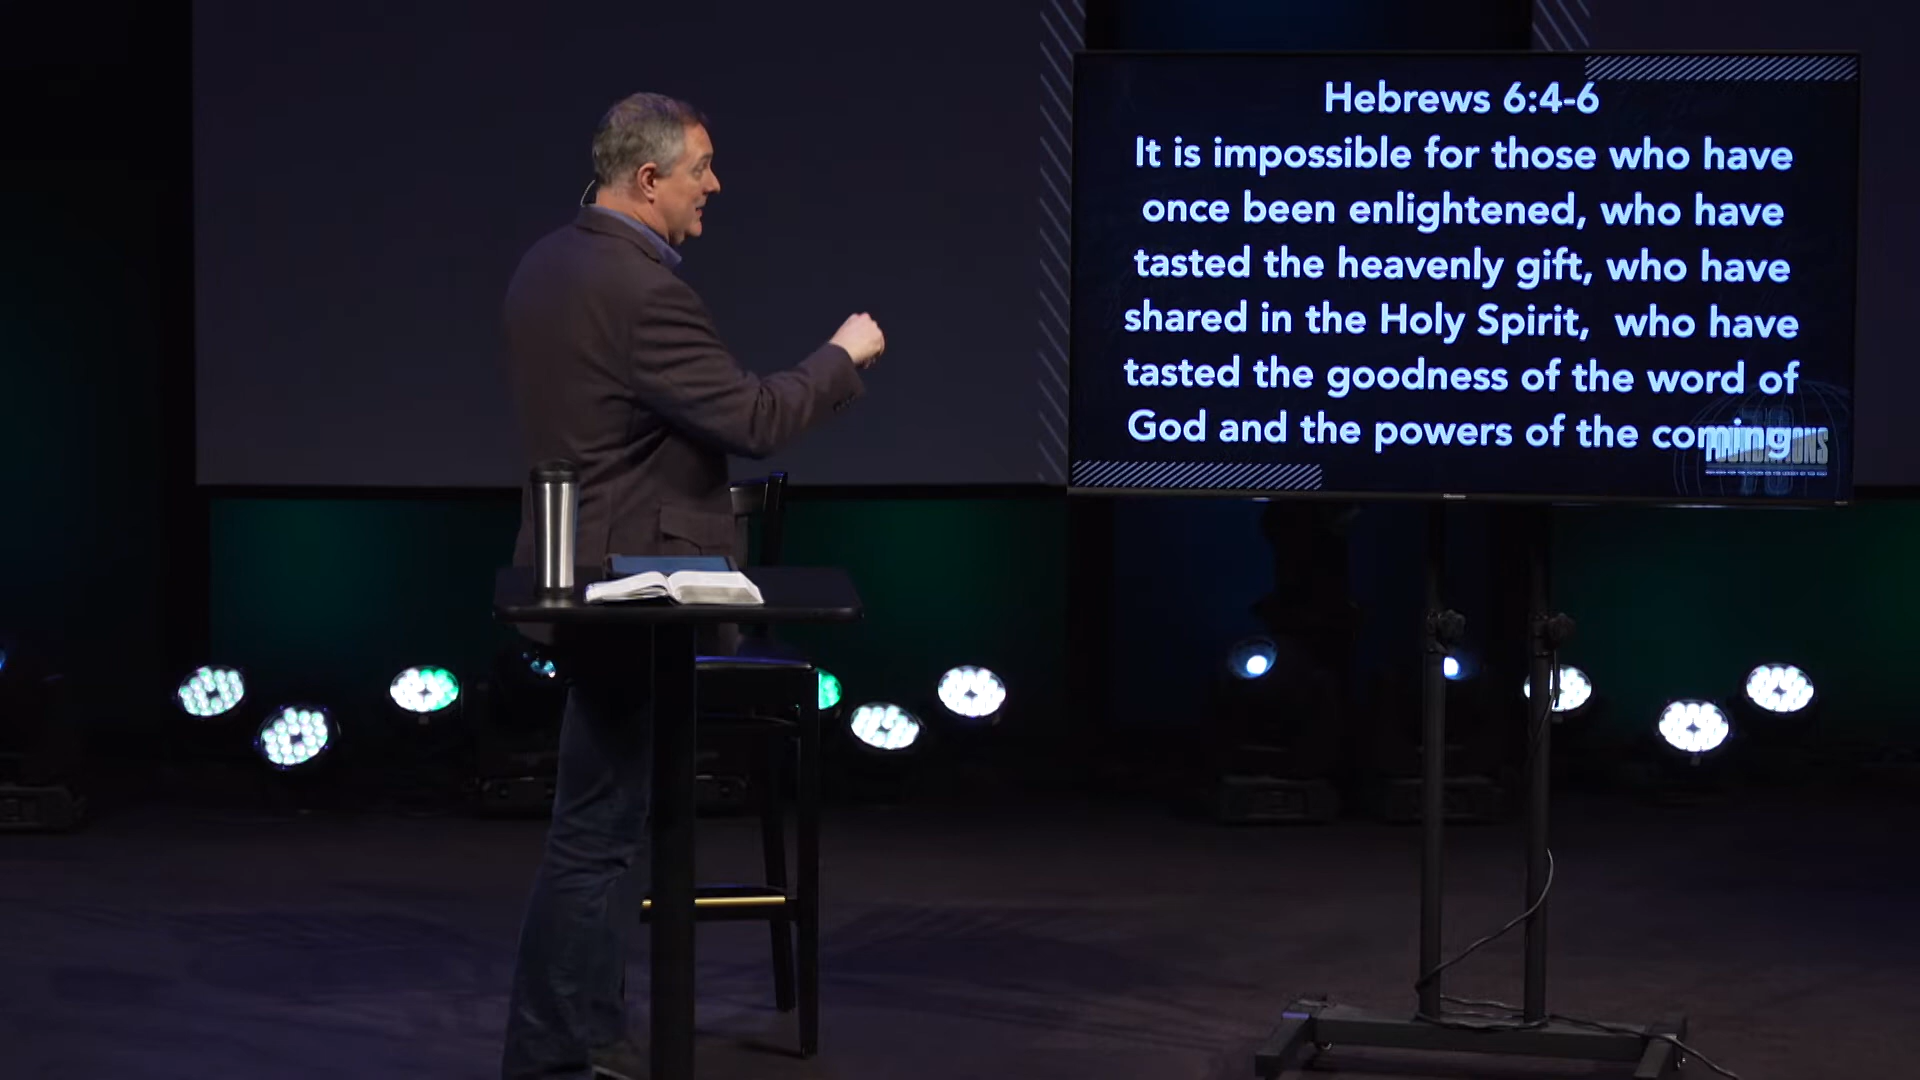 Hebrews 6:4-6
It is impossible for those who have
once been enlightened, who have
tasted the heavenly gift, who have
shared in the Holy Spirit, who have
tasted the goodness of the word of
God and the powers of the coming